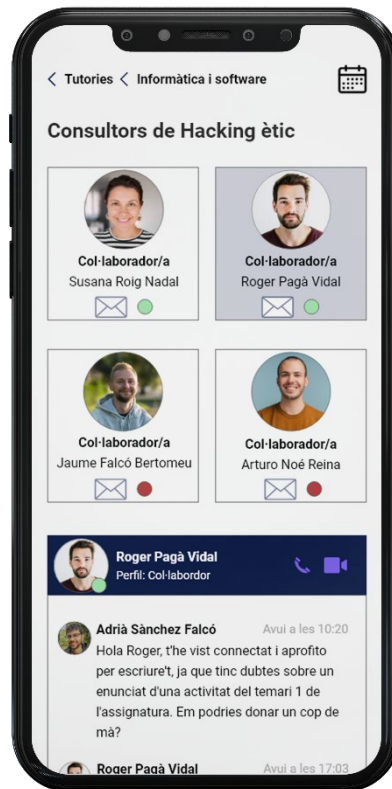 Tutories Informàtica i software
Consultors de Hacking ètic
Col·laborador/a
Susana Roig Nadal
Col·laborador/a
Roger Pagà Vidal
Col·laborador/a
Jaume Falcó Bertomeu
Col·laborador/a
Arturo Noé Reina
Roger Pagà Vidal
Perfil: Col·labordor
Adrià Sànchez Falcó Avui a les 10:20
Hola Roger, t'he vist connectat i aprofito
per escriure't, ja que tinc dubtes sobre un
enunciat d'una activitat del temari 1 de
l'assignatura. Em podries donar un cop de
mà?
Roger Pagà Vidal Avui a les 17:03